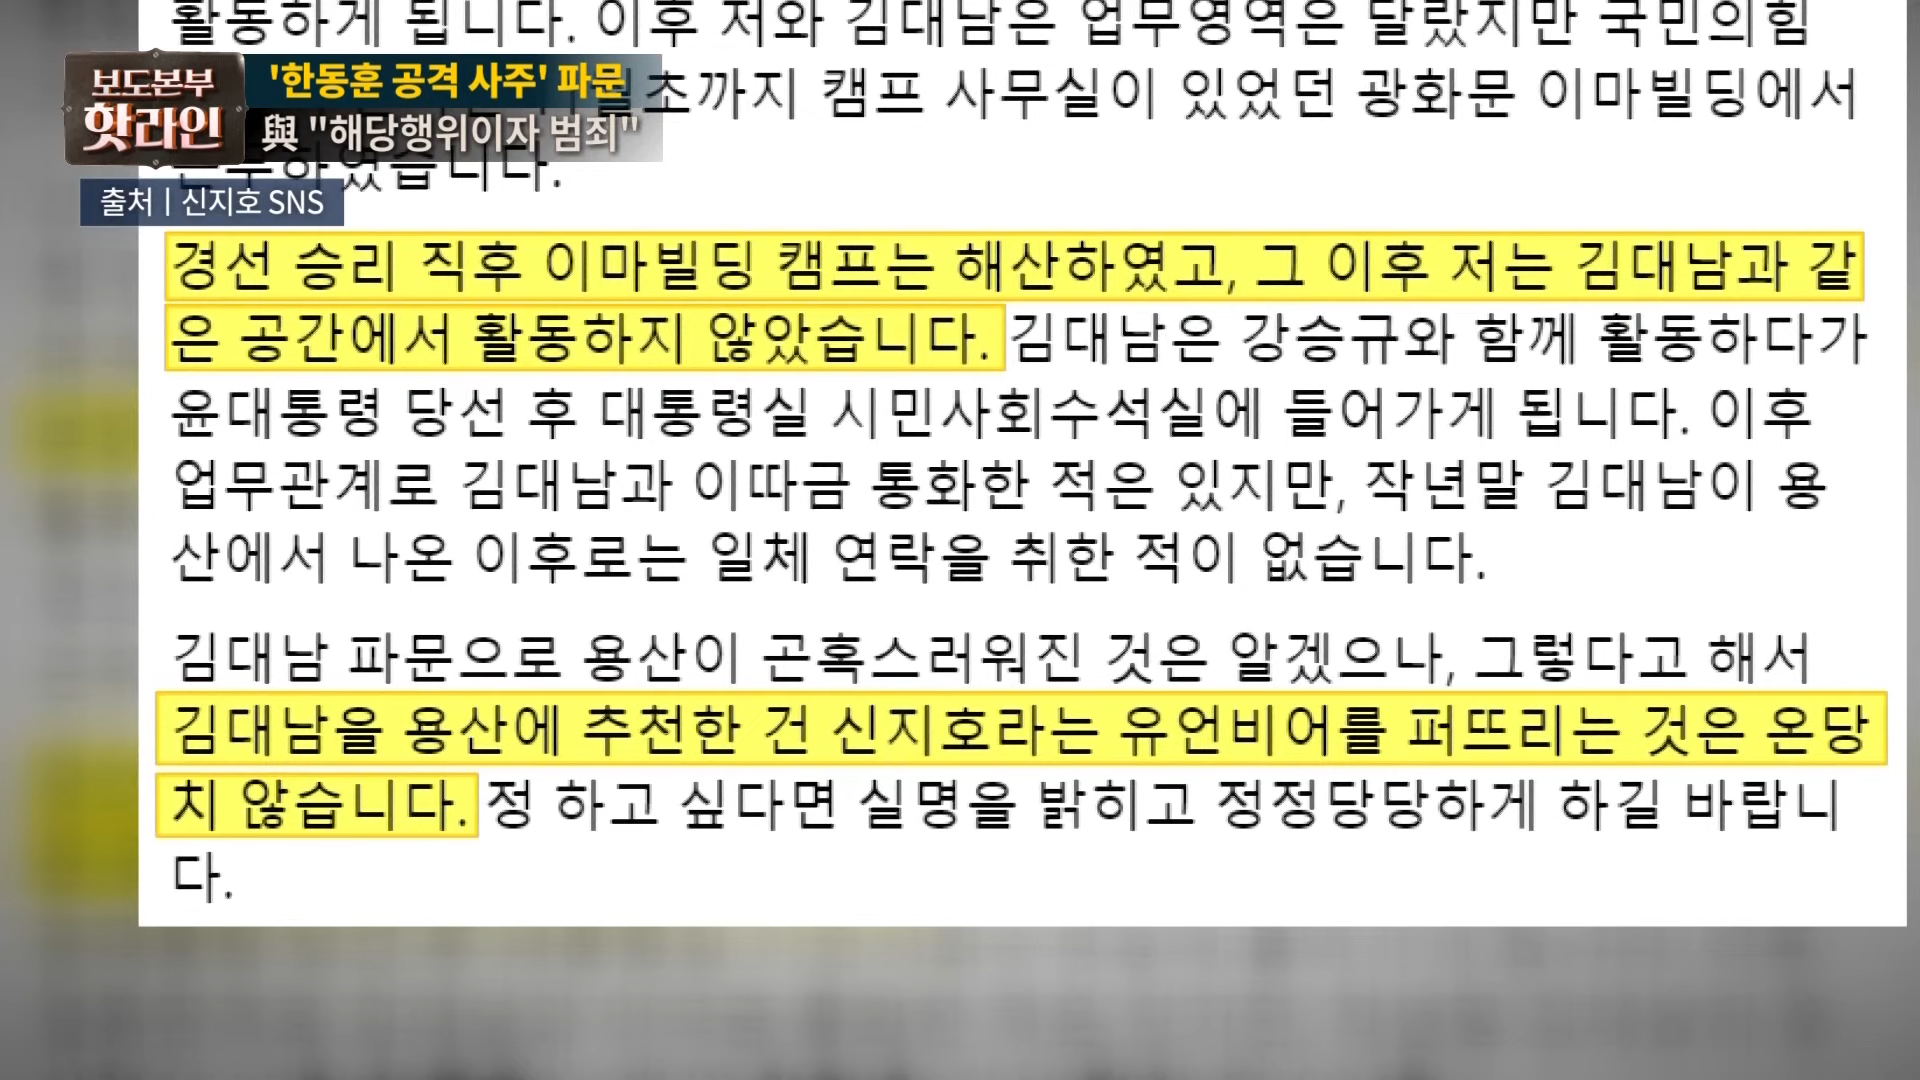 활동하게 됩니다. 이후 저와 김대남은 업무영역은 달랐지만 국민의힘
보도본부
핫라인
'한동훈 공격 사주' 파문
與 "해당행위이자 범죄"
초까지 캠프 사무실이 있었던 광화문 이마빌딩에서
근무하였습니다.
출처 | 신지호 SNS
경선 승리 직후 이마빌딩 캠프는 해산하였고, 그 이후 저는 김대남과 같
은 공간에서 활동하지 않았습니다. 김대남은 강승규와 함께 활동하다가
윤대통령 당선 후 대통령실 시민사회수석실에 들어가게 됩니다. 이후
업무관계로 김대남과 이따금 통화한 적은 있지만, 작년말 김대남이 용
산에서 나온 이후로는 일체 연락을 취한 적이 없습니다.
김대남 파문으로 용산이 곤혹스러워진 것은 알겠으나, 그렇다고 해서
김대남을 용산에 추천한 건 신지호라는 유언비어를 퍼뜨리는 것은 온당
치 않습니다. 정 하고 싶다면 실명을 밝히고 정정당당하게 하길 바랍니
다.